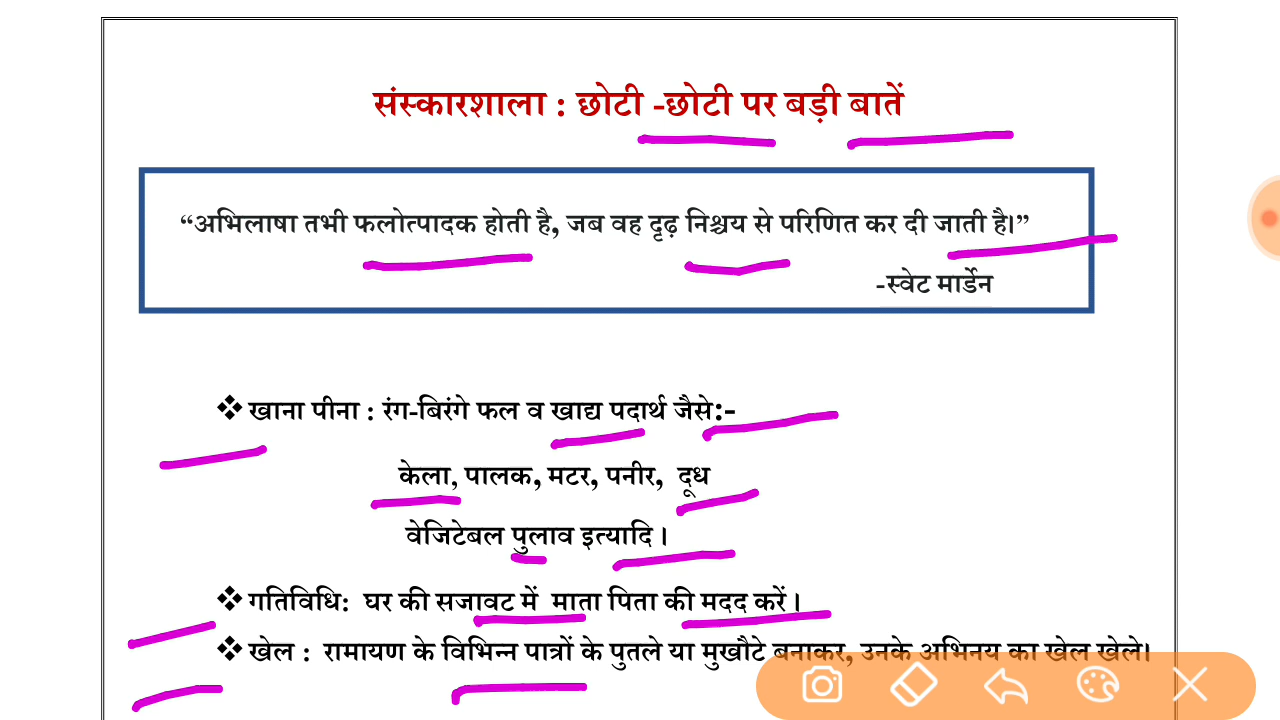 संस्कारशाला : छोटी -छोटी पर बड़ी बातें
“अभिलाषा तभी फलोत्पादक होती है, जब वह दृढ़ निश्चय से परिणित कर दी जाती है।”
-स्वेट मार्डेन
❖ खाना पीना : रंग-बिरंगे फल व खाद्य पदार्थ जैसे:-
केला, पालक, मटर, पनीर, दूध
वेजिटेबल पुलाव इत्यादि ।
❖ गतिविधि: घर की सजावट में माता पिता की मदद करें ।
❖ खेल : रामायण के विभिन्न पात्रों के पुतले या मुखौटे बनाकर, उनके अभिनय का खेल खेले।